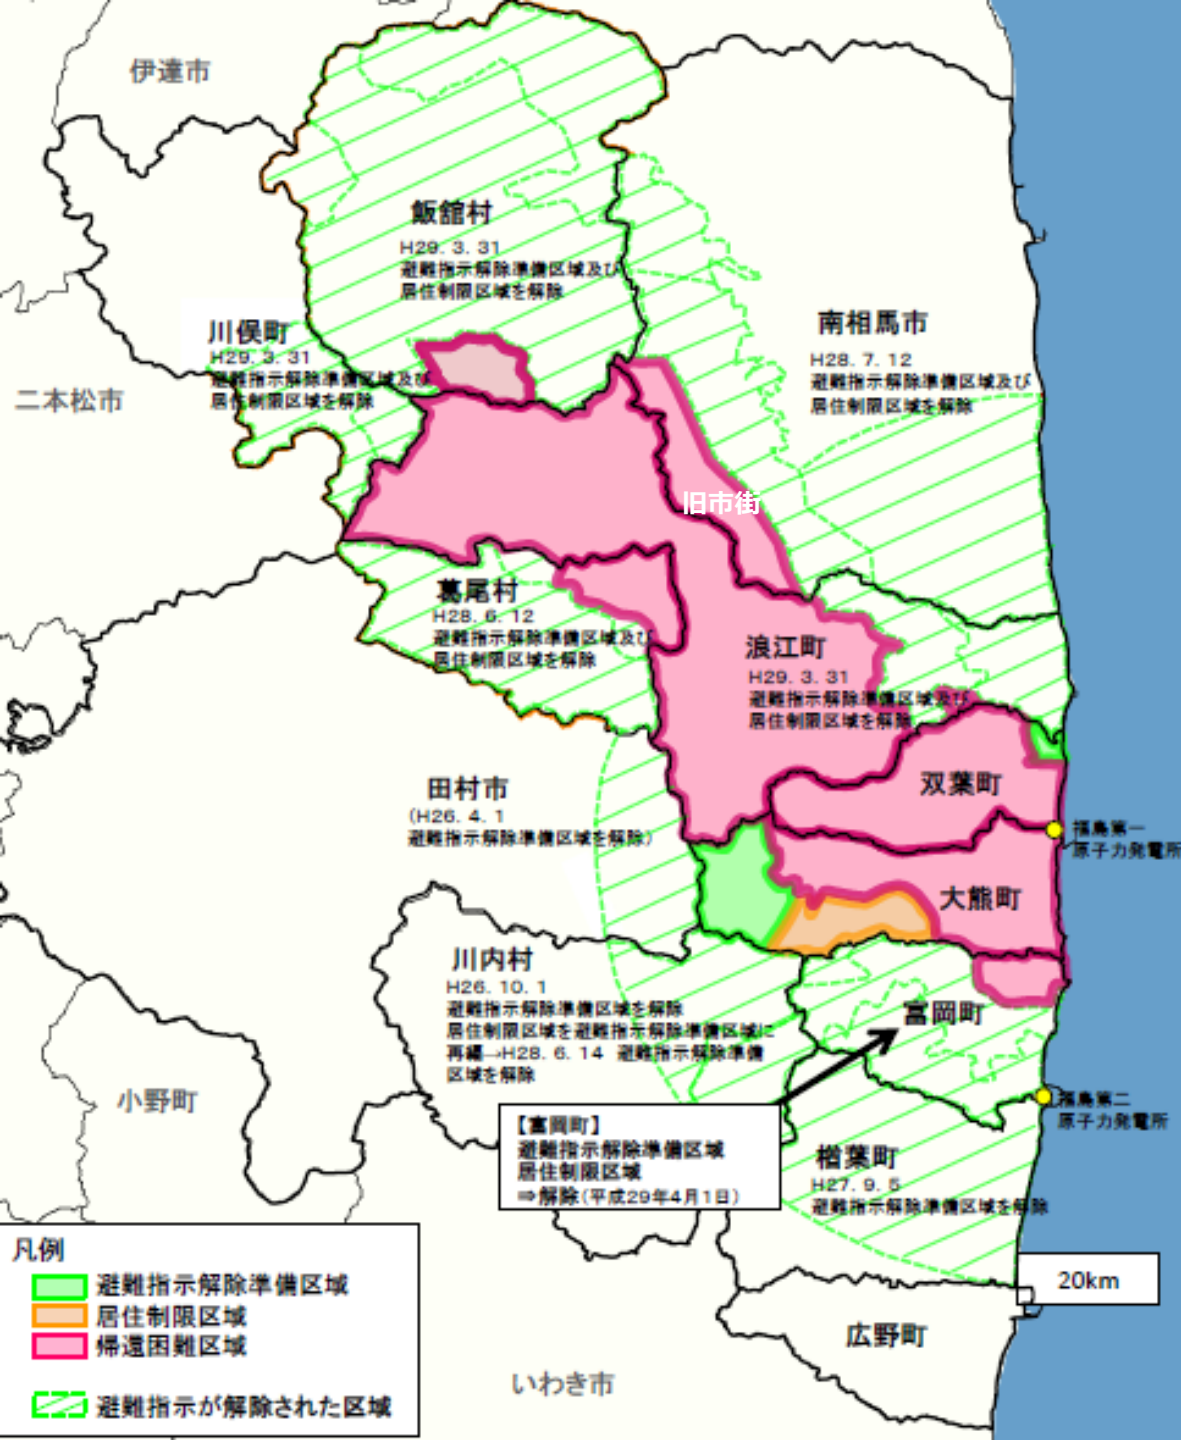 伊達市
飯舘村
H29. 3. 31
避難指示解除準備区域及び
居住制限区域を解除
川俣町
H29. 3. 31
避難指示解除準備区域及び
居住制限区域を解除
南相馬市
H28. 7. 12
避難指示解除準備区域及び
居住制限区域を解除
二本松市
旧市街
葛尾村
H28. 6. 12
避難指示解除準備区域及び
居住制限区域を解除
浪江町
H29. 3. 31
避難指示解除準備区域及び
居住制限区域を解除
田村市
(H26. 4. 1
避難指示解除準備区域を解除)
双葉町
福島第一
原子力発電所
大熊町
川内村
H26. 10. 1
避難指示解除準備区域を解除
居住制限区域を避難指示解除準備区域に
再編→H28. 6. 14 避難指示解除準備
区域を解除
富岡町
小野町
福島第二
原子力発電所
【富岡町】
避難指示解除準備区域
居住制限区域
⇒解除(平成29年4月1日)
楢葉町
H27. 9. 5
避難指示解除準備区域を解除
凡例
避難指示解除準備区域
居住制限区域
帰還困難区域
避難指示が解除された区域
20km
広野町
いわき市